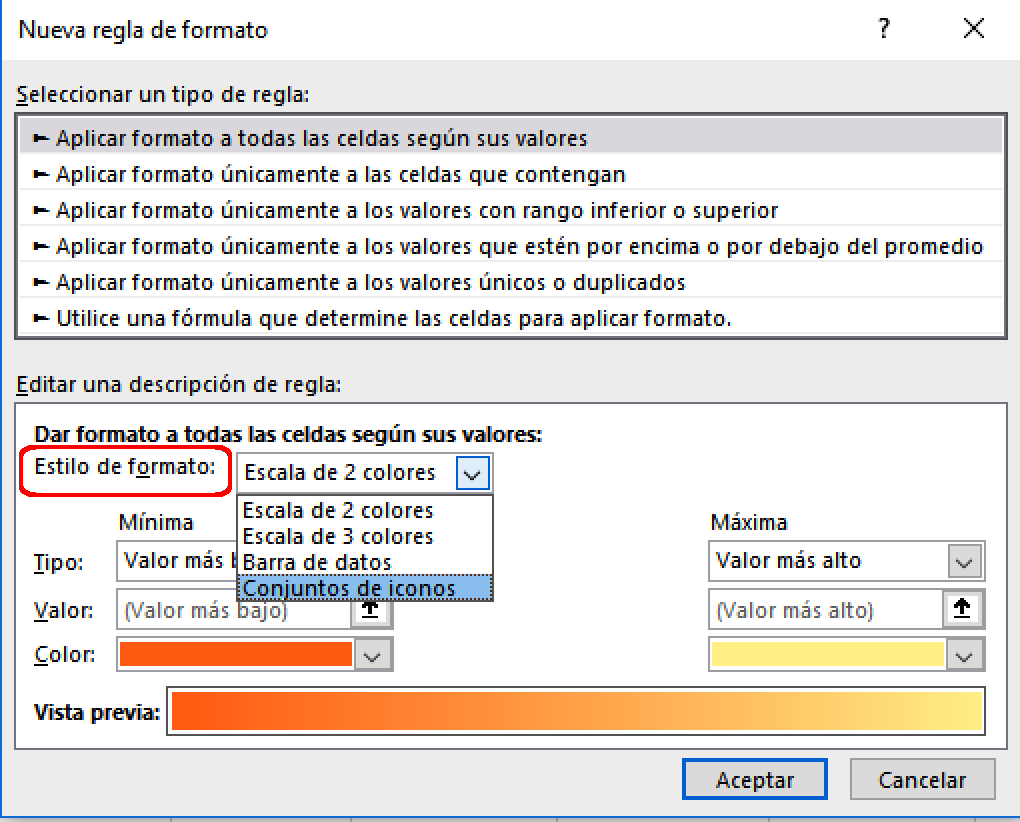 Nueva regla de formato ?
Seleccionar un tipo de regla:
► Aplicar formato a todas las celdas según sus valores
► Aplicar formato únicamente a las celdas que contengan
► Aplicar formato únicamente a los valores con rango inferior o superior
► Aplicar formato únicamente a los valores que estén por encima o por debajo del promedio
► Aplicar formato únicamente a los valores únicos o duplicados
► Utilice una fórmula que determine las celdas para aplicar formato.
Editar una descripción de regla:
Dar formato a todas las celdas según sus valores:
Estilo de formato: Escala de 2 colores
Escala de 2 colores
Escala de 3 colores
Barra de datos
Conjuntos de iconos
Mínima Máxima
Tipo: Valor más Valor más alto
Valor: (Valor más bajo) (Valor más alto)
Color:
Vista previa:
Aceptar Cancelar